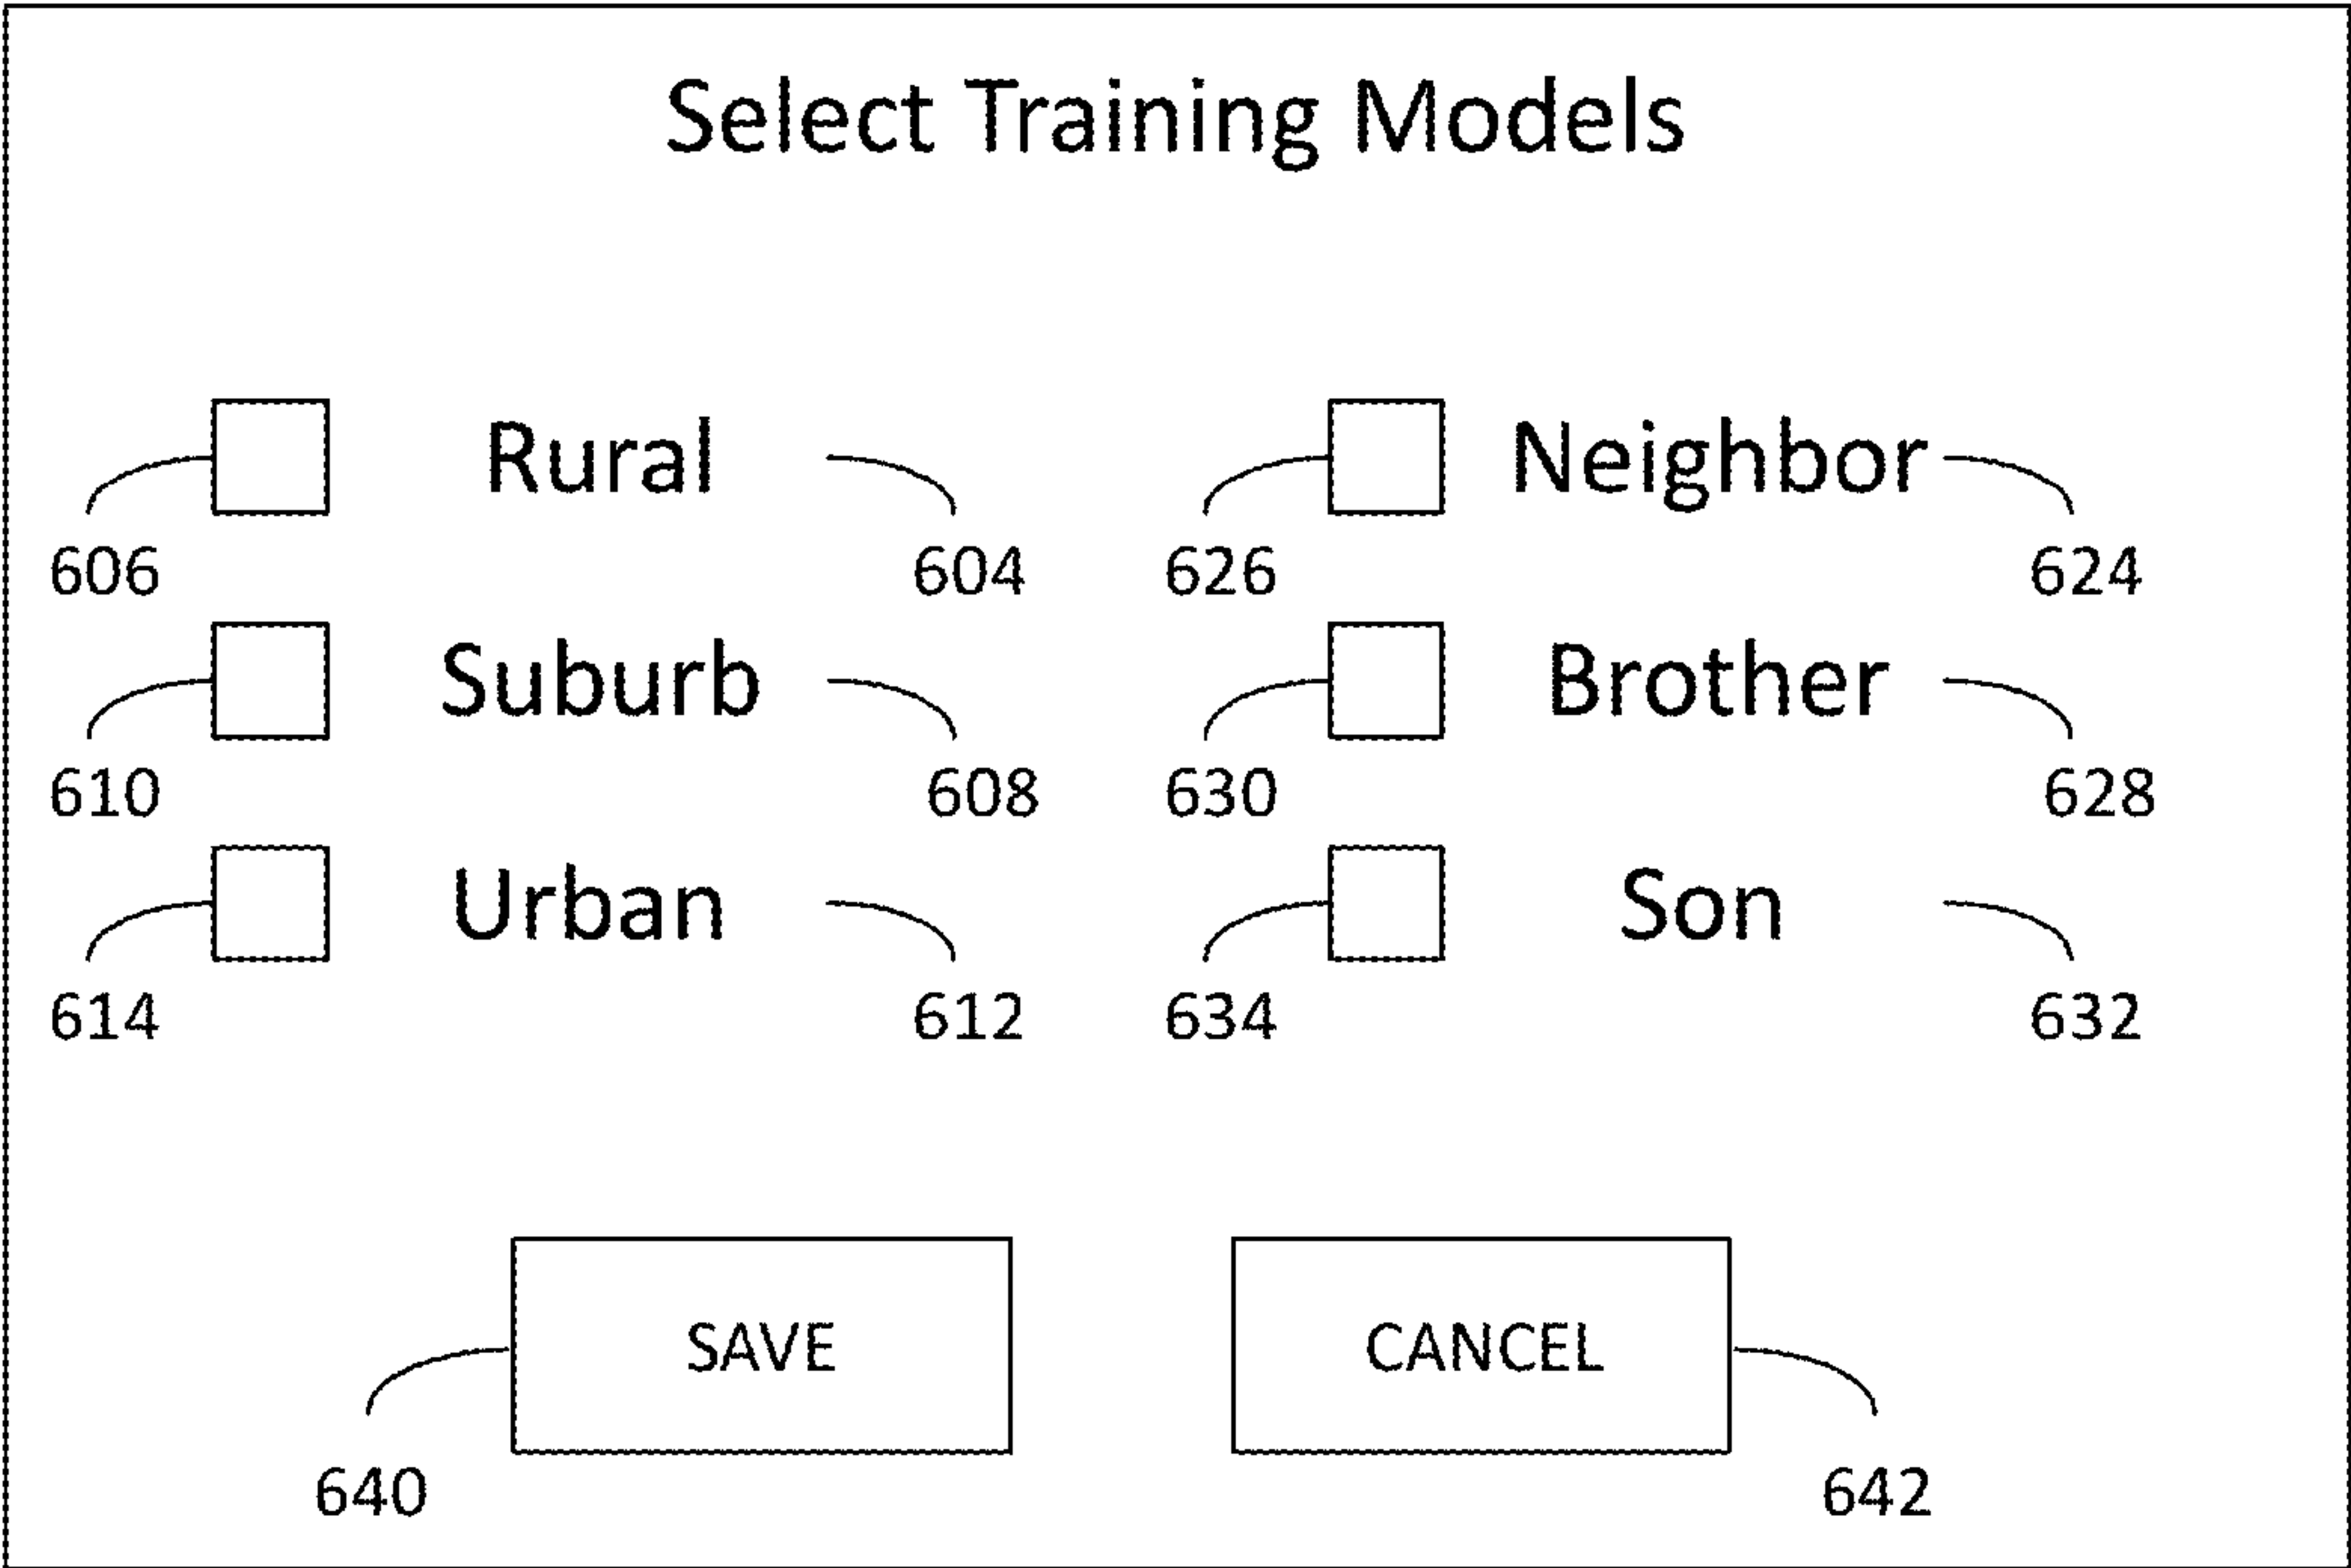 Select Training Models
Rural Neighbor
606 604 626 624
Suburb Brother
610 608 630 628
Urban Son
614 612 634 632
SAVE CANCEL
640 642